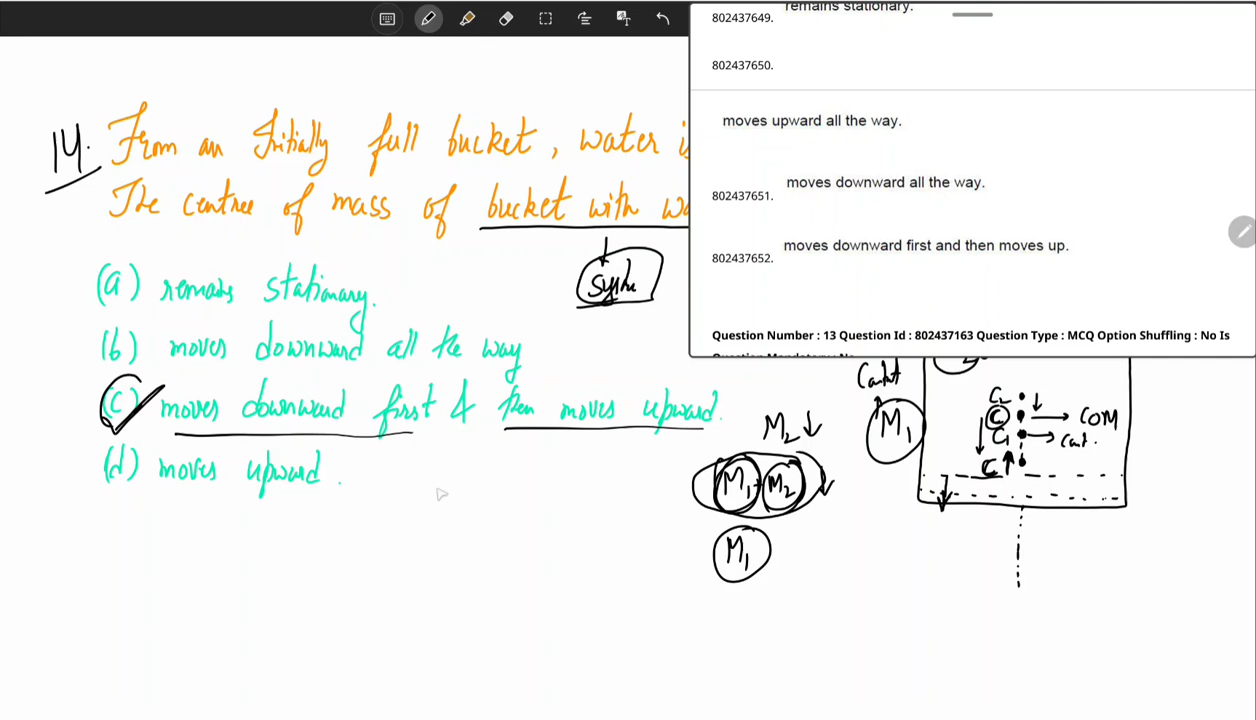 remains stationary.
802437649.
802437650.
moves upward all the way.
moves downward all the way.
802437651.
moves downward first and then moves up.
802437652.
Question Number : 13 Question Id : 802437163 Question Type : MCQ Option Shuffling : No Is
14. From an Initially full bucket, water is
The centre of mass of bucket with wa
(a) remains stationary.
(b) moves downward all the way
(c) moves downward first & then moves upward.
(d) moves upward.
M2 ↓
M1 M2
M1
M1
C2
C → COM
C1
C